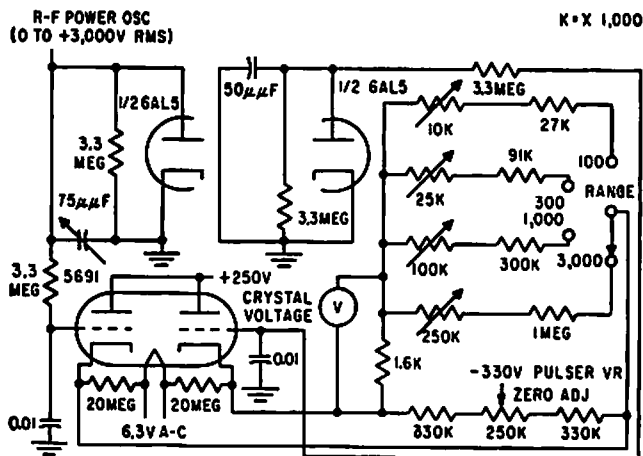 R-F POWER OSC
(0 TO +3,000V RMS)
K=X 1,000
50μμF
1/2 6AL5
1/2 6AL5
3.3 MEG
10K
27K
3.3
MEG
100
91K
RANGE
75μμF
25K
300
3.3MEG
1,000
100K
300K
3,000
3.3
MEG
5691
+250V
CRYSTAL
VOLTAGE
V
250K
1MEG
0.01
1.6K
-330V PULSER VR
ZERO ADJ
20MEG
20MEG
0.01
6.3V A-C
330K
250K
330K